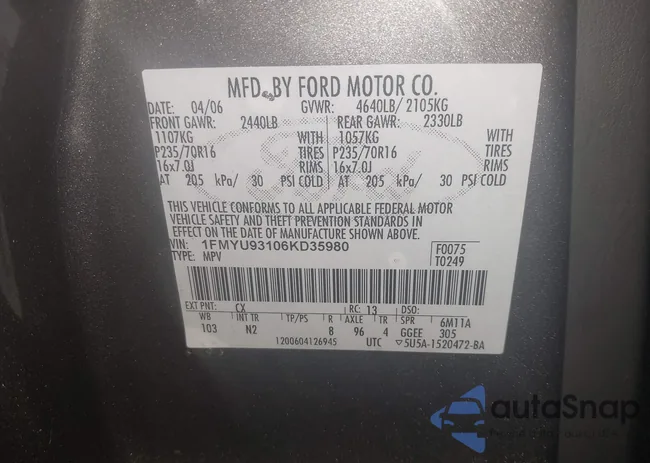 MFD. BY FORD MOTOR CO.
DATE: 04/06 GVWR: 4640LB/ 2105KG
FRONT GAWR: 2440LB REAR GAWR: 2330LB
1107KG WITH 1057KG WITH
P235/70R16 TIRES P235/70R16 TIRES
16x7.0J RIMS 16x7.0J RIMS
AT 205 kPa/ 30 PSI COLD AT 205 kPa/ 30 PSI COLD
THIS VEHICLE CONFORMS TO ALL APPLICABLE FEDERAL MOTOR
VEHICLE SAFETY AND THEFT PREVENTION STANDARDS IN
EFFECT ON THE DATE OF MANUFACTURE SHOWN ABOVE.
VIN: 1FMYU93106KD35980 F0075
TYPE: MPV T0249
EXT PNT: CX RC: 13 DSO:
WB INT TR TP/PS R AXLE TR SPR 6M11A
103 N2 B 96 4 GGEE 305
1200604126945 UTC ▽5U5A-1520472-BA
Ford
autoSnap